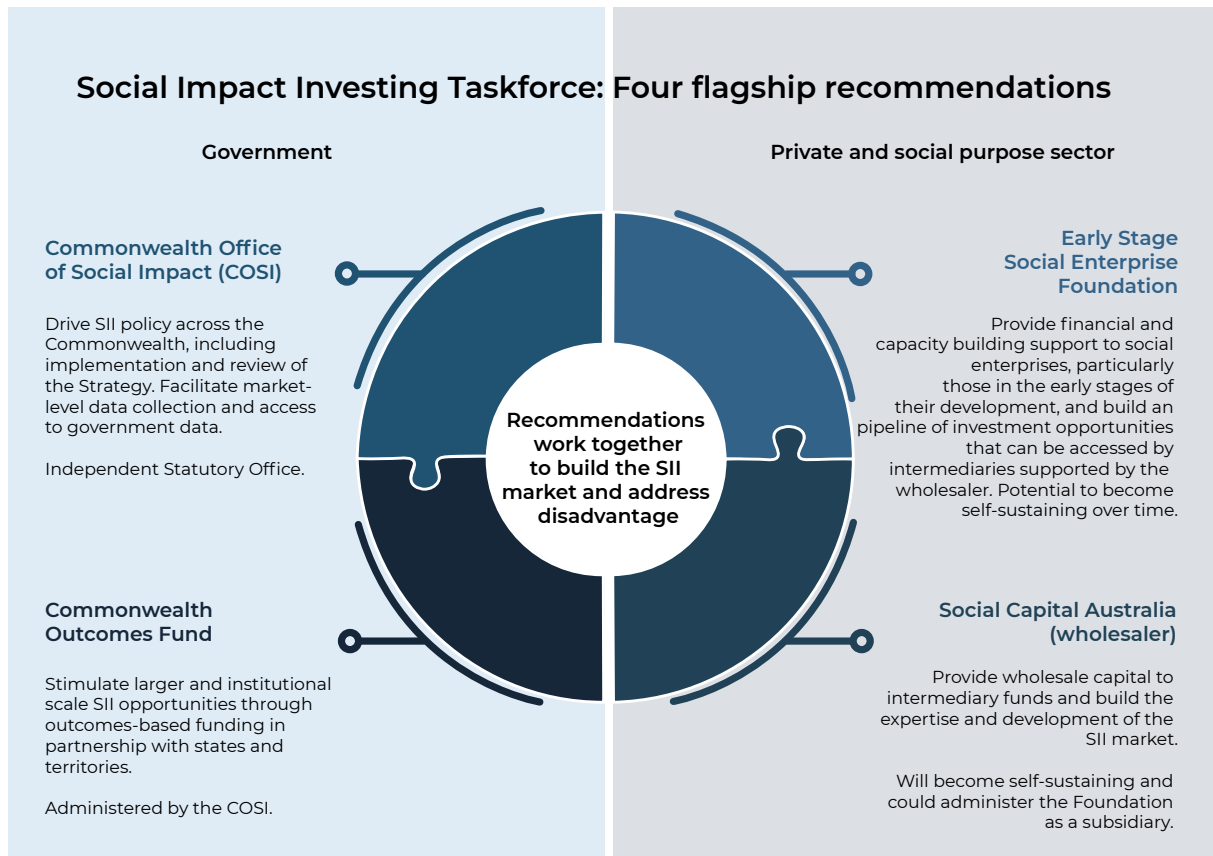 Social Impact Investing Taskforce: Four flagship recommendations
Government
Private and social purpose sector
Commonwealth Office
of Social Impact (COSI)
Drive SII policy across the
Commonwealth, including
implementation and review of
the Strategy. Facilitate market-
level data collection and access
to government data.
Independent Statutory Office.
Early Stage
Social Enterprise
Foundation
Provide financial and
capacity building support to social
enterprises, particularly
those in the early stages of
their development, and build an
pipeline of investment opportunities
that can be accessed by
intermediaries supported by the
wholesaler. Potential to become
self-sustaining over time.
Recommendations
work together
to build the SII
market and address
disadvantage
Commonwealth
Outcomes Fund
Stimulate larger and institutional
scale SII opportunities through
outcomes-based funding in
partnership with states and
territories.
Administered by the COSI.
Social Capital Australia
(wholesaler)
Provide wholesale capital to
intermediary funds and build the
expertise and development of the
SII market.
Will become self-sustaining and
could administer the Foundation
as a subsidiary.